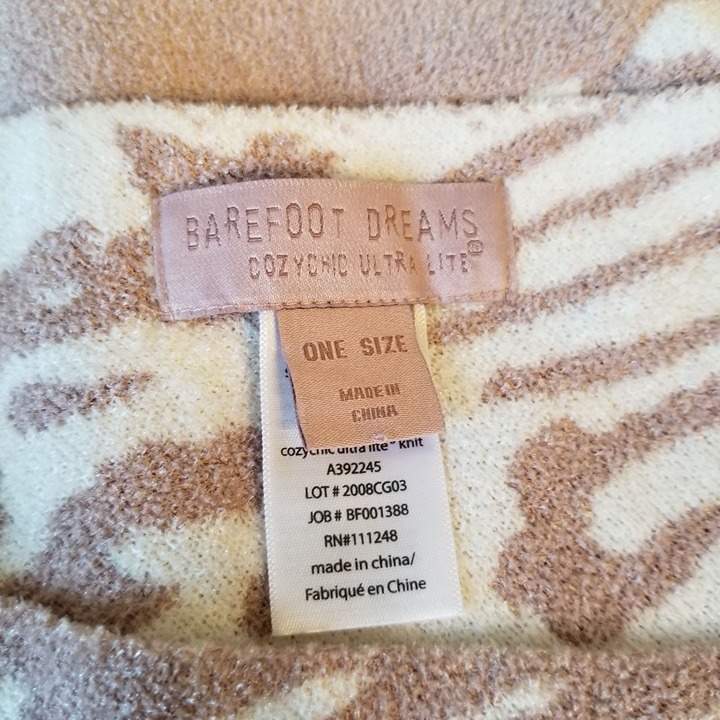 BAREFOOT DREAMS®
COZYCHIC ULTRA LITE
ONE SIZE
MADE IN
CHINA
cozychic ultra lite® knit
A392245
LOT # 2008CG03
JOB # BF001388
RN#111248
made in china/
Fabriqué en Chine